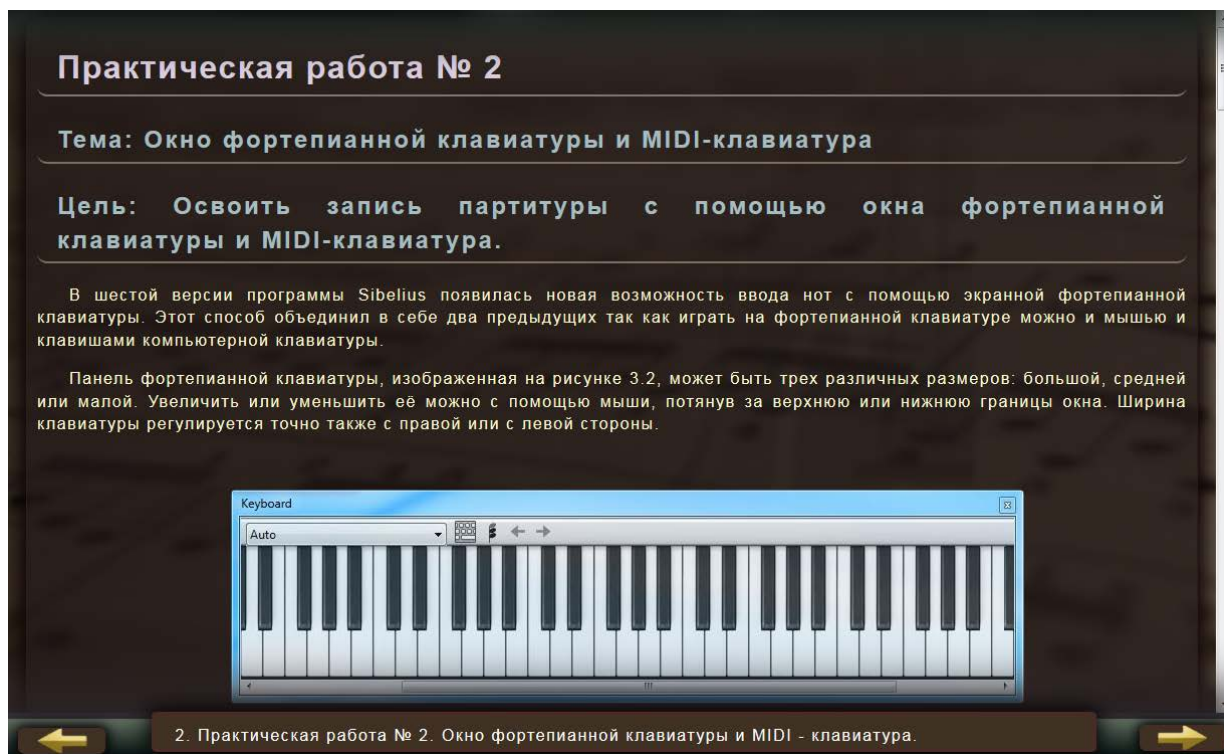 Практическая работа № 2
Тема: Окно фортепианной клавиатуры и MIDI-клавиатура
Цель: Освоить запись партитуры с помощью окна фортепианной
клавиатуры и MIDI-клавиатура.
В шестой версии программы Sibelius появилась новая возможность ввода нот с помощью экранной фортепианной
клавиатуры. Этот способ объединил в себе два предыдущих так как играть на фортепианной клавиатуре можно и мышью и
клавишами компьютерной клавиатуры.
Панель фортепианной клавиатуры, изображенная на рисунке 3.2, может быть трех различных размеров: большой, средней
или малой. Увеличить или уменьшить её можно с помощью мыши, потянув за верхнюю или нижнюю границы окна. Ширина
клавиатуры регулируется точно также с правой или с левой стороны.
Keyboard
Auto
2. Практическая работа № 2. Окно фортепианной клавиатуры и MIDI - клавиатура.